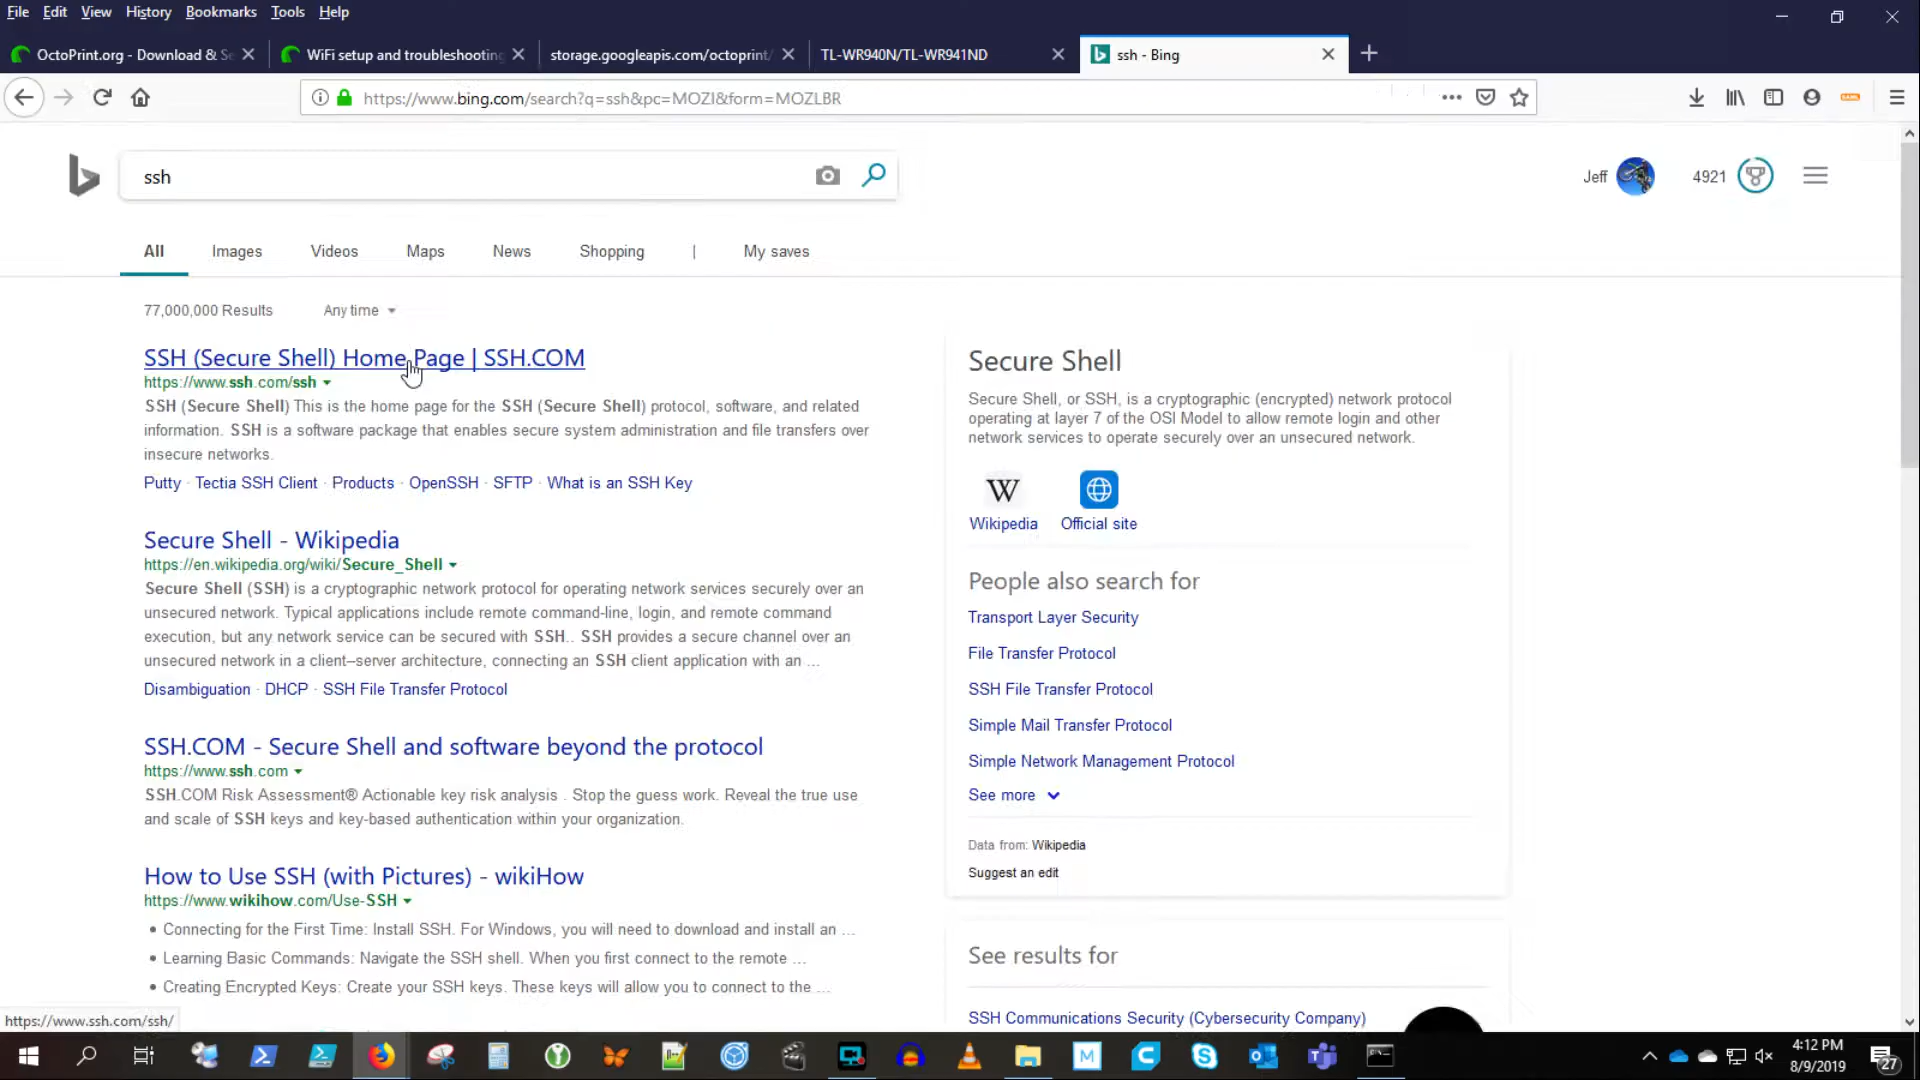 File Edit View History Bookmarks Tools Help
OctoPrint.org - Download & Se
WiFi setup and troubleshooting
storage.googleapis.com/octoprint/
TL-WR940N/TL-WR941ND
ssh - Bing
https://www.bing.com/search?q=ssh&pc=MOZI&form=MOZLBR
ssh
Jeff
4921
All Images Videos Maps News Shopping | My saves
77,000,000 Results Any time
SSH (Secure Shell) Home Page | SSH.COM
https://www.ssh.com/ssh
SSH (Secure Shell) This is the home page for the SSH (Secure Shell) protocol, software, and related
information. SSH is a software package that enables secure system administration and file transfers over
insecure networks.
Putty · Tectia SSH Client · Products · OpenSSH · SFTP · What is an SSH Key
Secure Shell - Wikipedia
https://en.wikipedia.org/wiki/Secure_Shell
Secure Shell (SSH) is a cryptographic network protocol for operating network services securely over an
unsecured network. Typical applications include remote command-line, login, and remote command
execution, but any network service can be secured with SSH.. SSH provides a secure channel over an
unsecured network in a client–server architecture, connecting an SSH client application with an ...
Disambiguation · DHCP · SSH File Transfer Protocol
SSH.COM - Secure Shell and software beyond the protocol
https://www.ssh.com
SSH.COM Risk Assessment® Actionable key risk analysis . Stop the guess work. Reveal the true use
and scale of SSH keys and key-based authentication within your organization.
How to Use SSH (with Pictures) - wikiHow
https://www.wikihow.com/Use-SSH
• Connecting for the First Time: Install SSH. For Windows, you will need to download and install an ...
• Learning Basic Commands: Navigate the SSH shell. When you first connect to the remote ...
• Creating Encrypted Keys: Create your SSH keys. These keys will allow you to connect to the ...
https://www.ssh.com/ssh/
Secure Shell
Secure Shell, or SSH, is a cryptographic (encrypted) network protocol
operating at layer 7 of the OSI Model to allow remote login and other
network services to operate securely over an unsecured network.
W
Wikipedia Official site
People also search for
Transport Layer Security
File Transfer Protocol
SSH File Transfer Protocol
Simple Mail Transfer Protocol
Simple Network Management Protocol
See more
Data from: Wikipedia
Suggest an edit
See results for
SSH Communications Security (Cybersecurity Company)
4:12 PM
8/9/2019
27